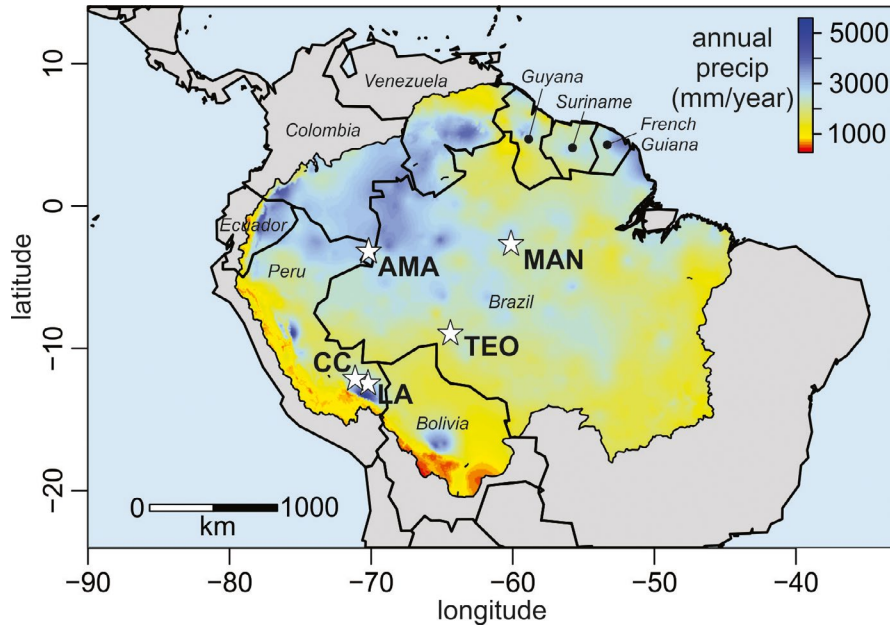 10
0
−10
−20
latitude
−90
−80
−70
−60
−50
−40
longitude
annual
precip
(mm/year)
5000
3000
1000
Venezuela
Guyana
Suriname
French
Guiana
Colombia
Ecuador
Peru
Brazil
Bolivia
AMA
MAN
TEO
CC
LA
0
1000
km